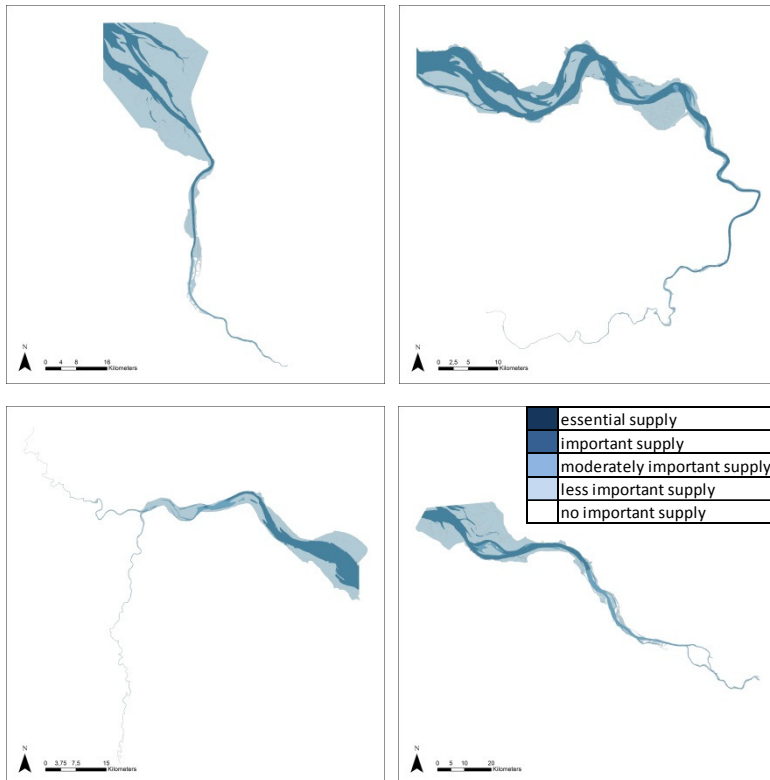 N
0 4 8 16
Kilometers
N
0 2,5 5 10
Kilometers
essential supply
important supply
moderately important supply
less important supply
no important supply
N
0 3,75 7,5 15
Kilometers
N
0 5 10 20
Kilometers